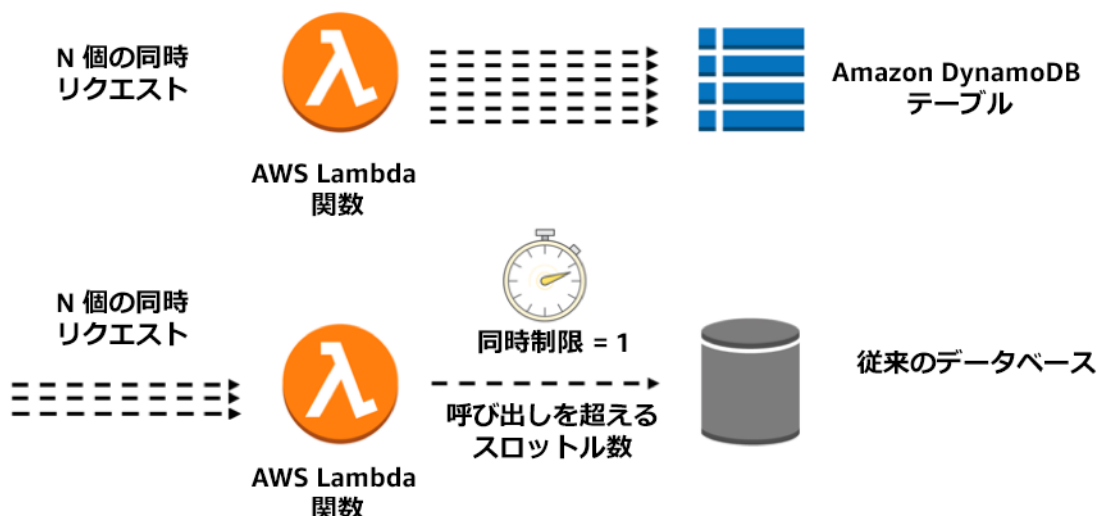 N 個の同時
リクエスト
Amazon DynamoDB
テーブル
AWS Lambda
関数
N 個の同時
リクエスト
同時制限 = 1
従来のデータベース
呼び出しを超える
スロットル数
AWS Lambda
関数